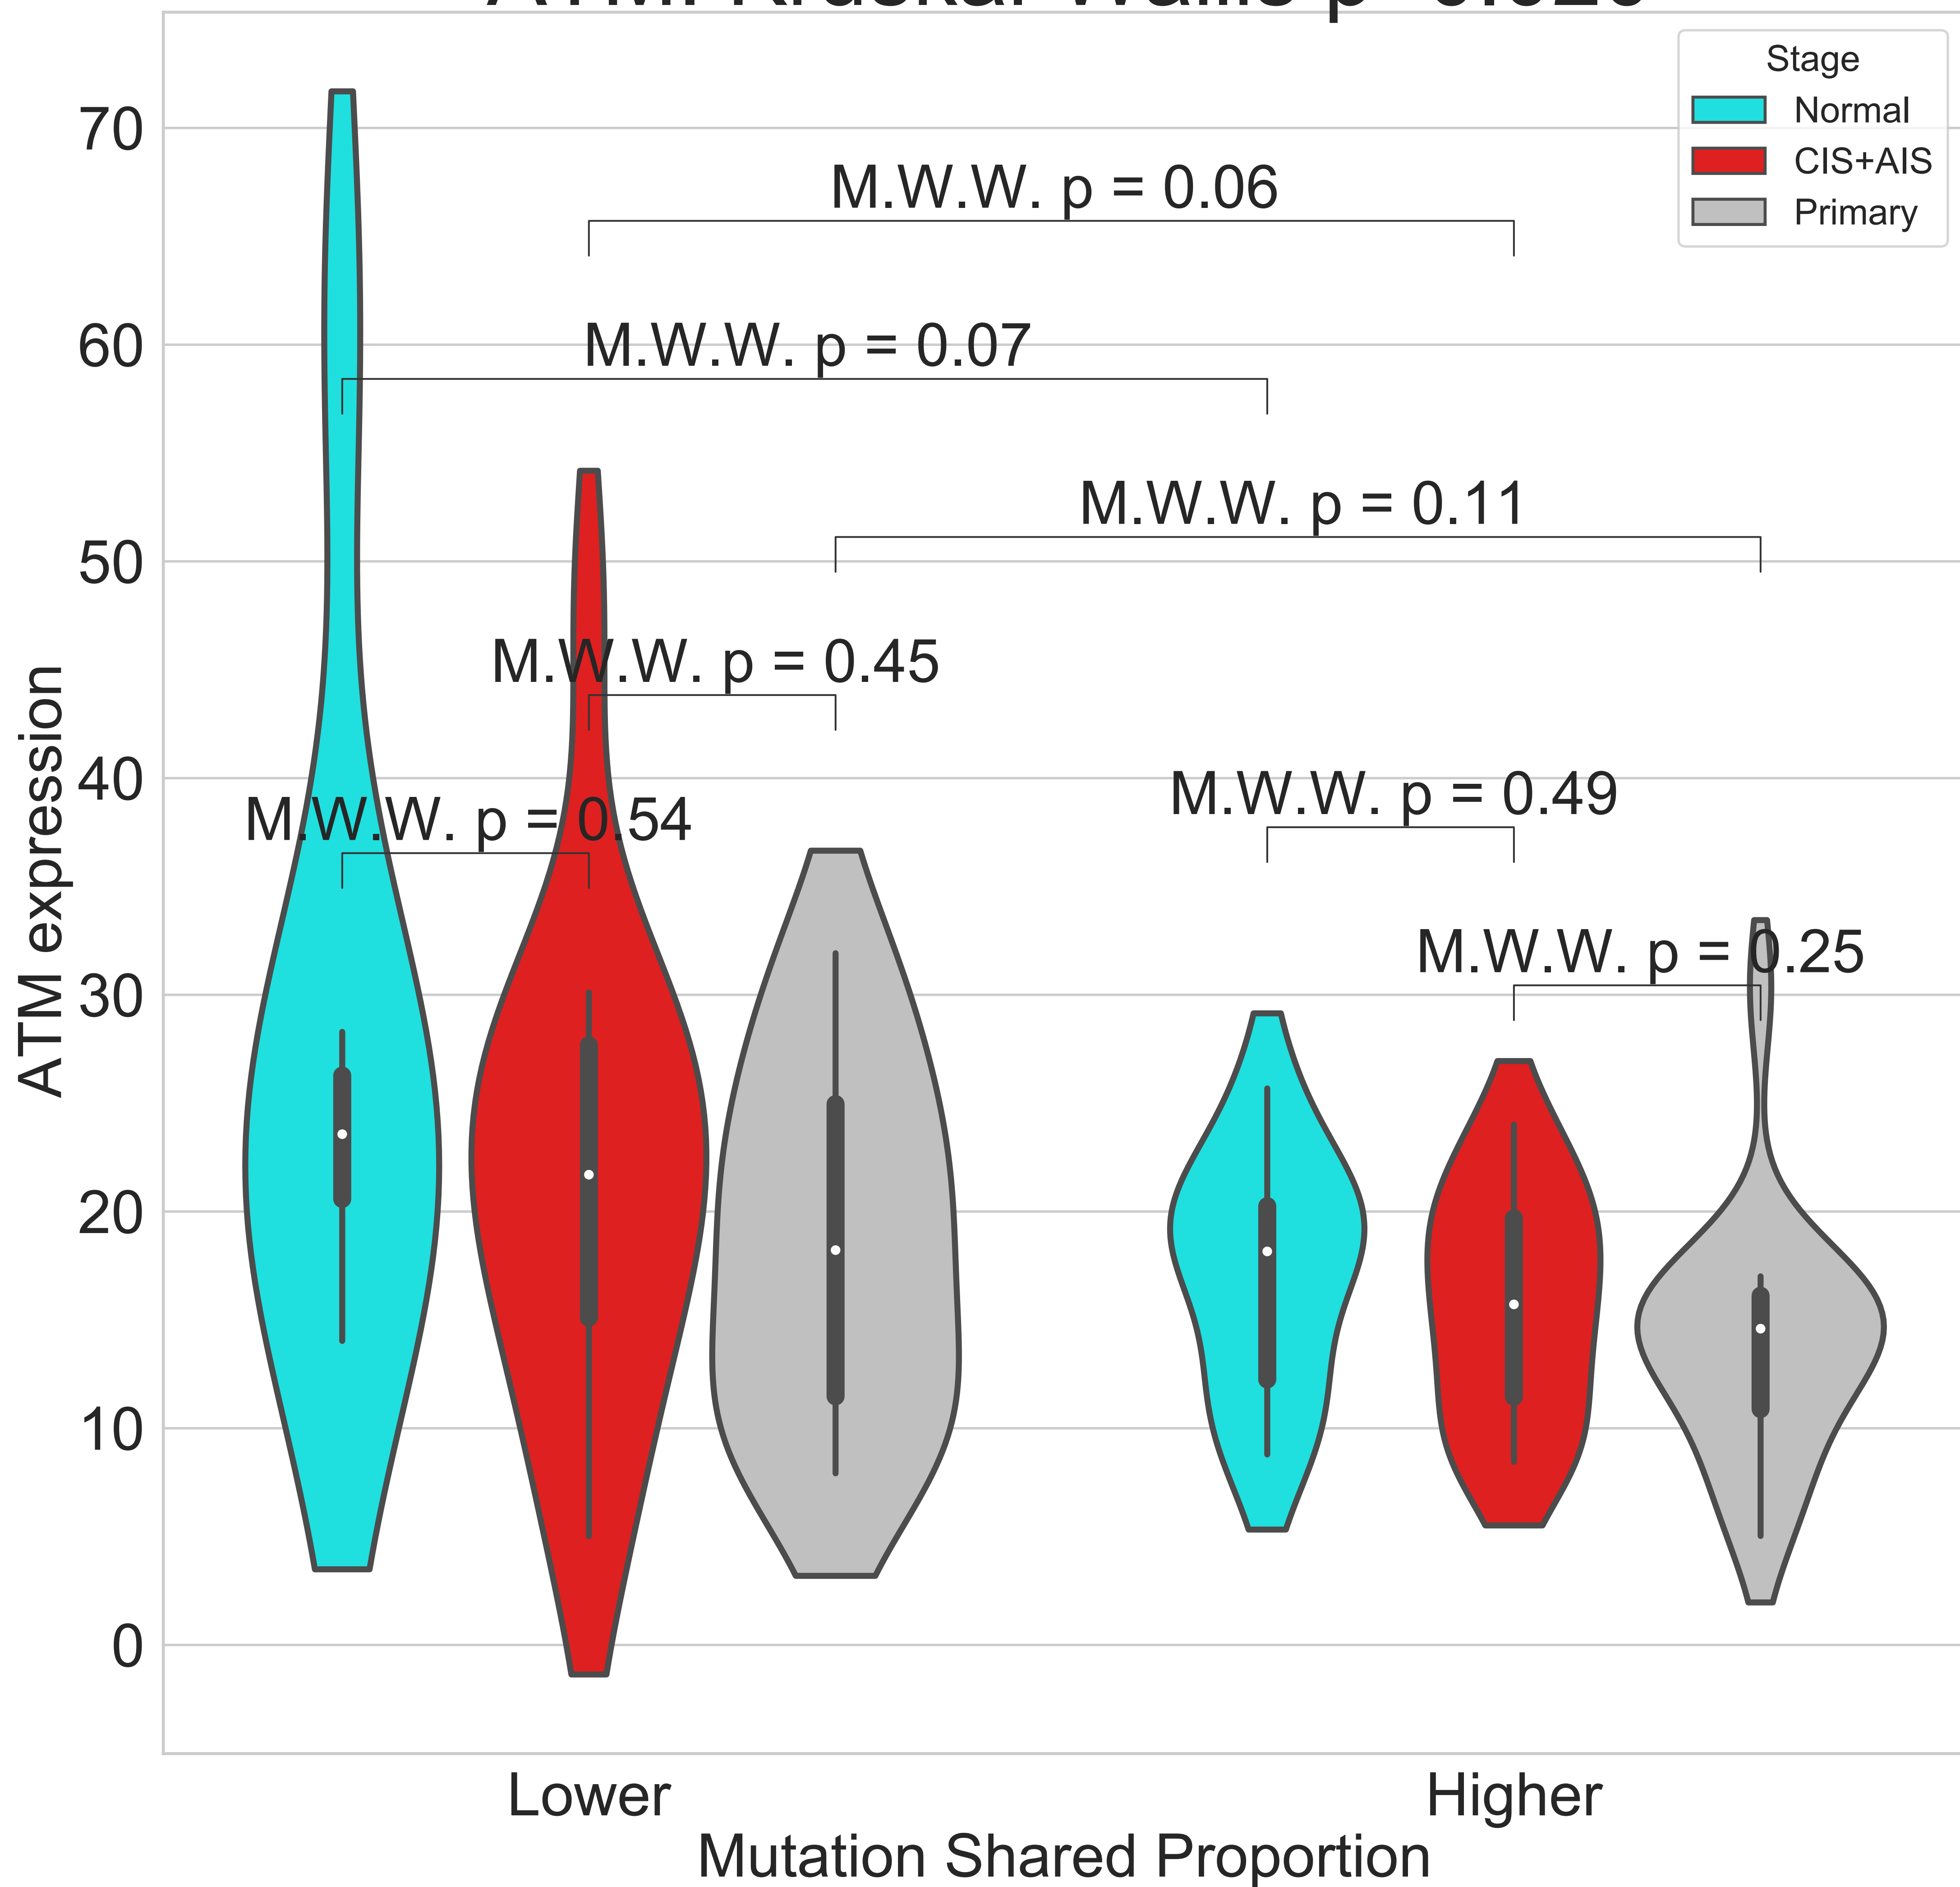 Stage
Normal
CIS+AIS
Primary
M.W.W. p = 0.06
M.W.W. p = 0.07
M.W.W. p = 0.11
M.W.W. p = 0.45
M.W.W. p = 0.54
M.W.W. p = 0.49
M.W.W. p = 0.25
70
60
50
40
30
20
10
0
ATM expression
Lower
Higher
Mutation Shared Proportion